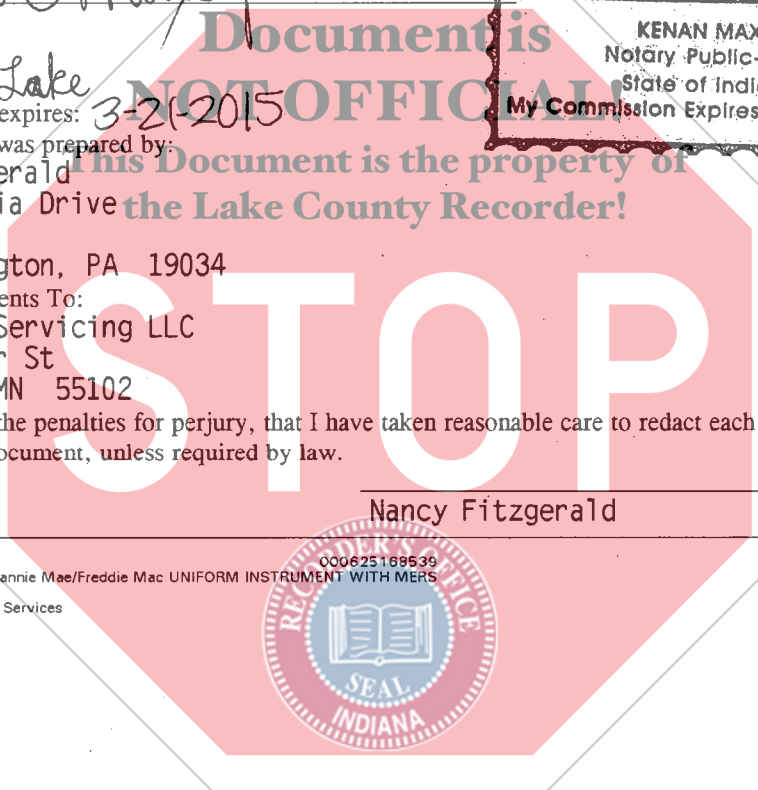 Document is
KENAN MAX
Notary Public-
State of Indi
My Commission Expires
Lake
NOT OFFICIAL!
expires: 3-21-2015
was prepared by:
This Document is the property of
erald
ia Drive
the Lake County Recorder!
gton, PA 19034
ents To:
Servicing LLC
r St
MN 55102
the penalties for perjury, that I have taken reasonable care to redact each
ocument, unless required by law.
STOP
Nancy Fitzgerald
000625168539
annie Mae/Freddie Mac UNIFORM INSTRUMENT WITH MERS
Services
RECORDER'S OFFICE
SEAL
INDIANA